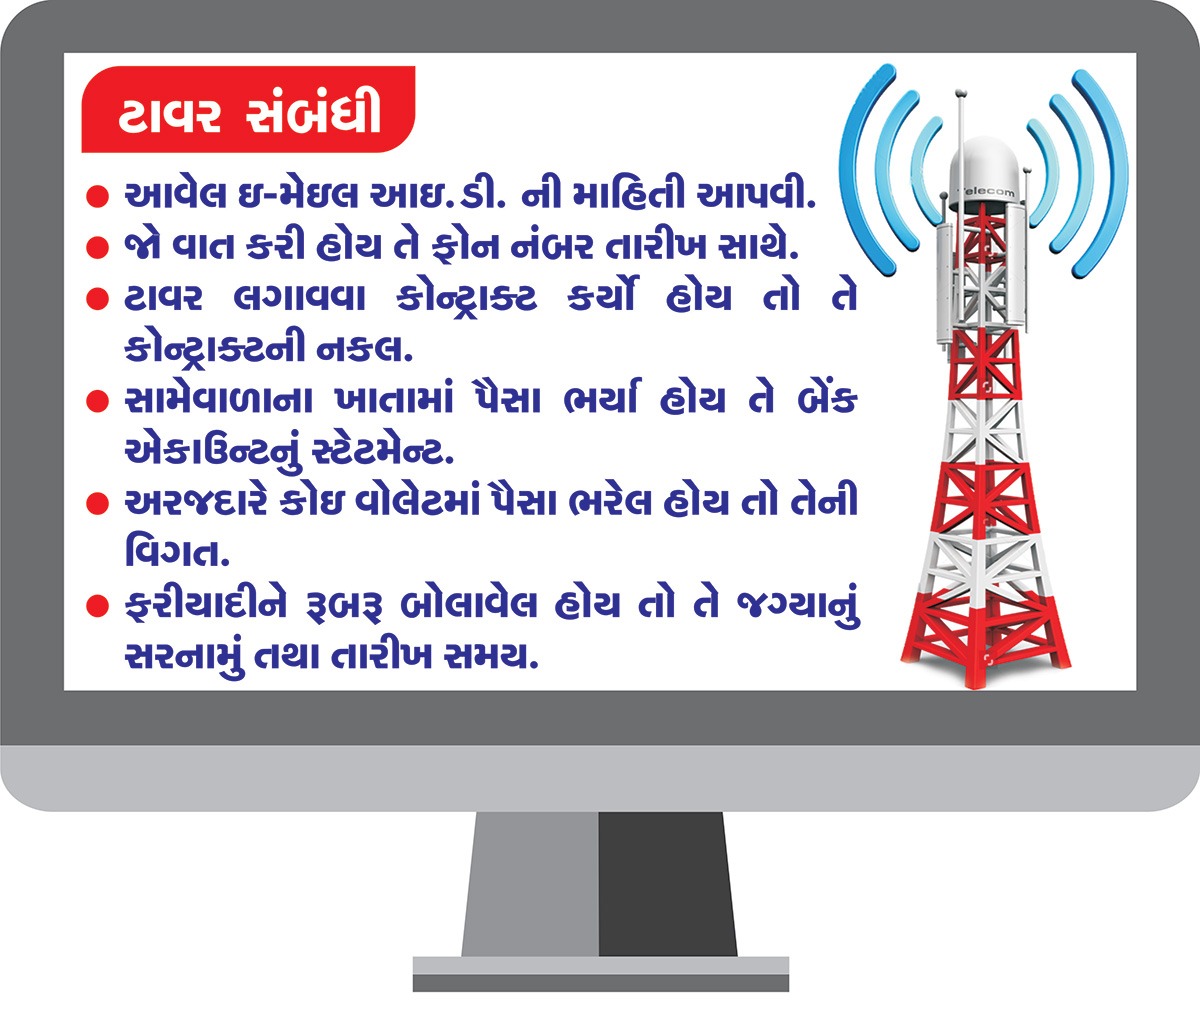 ટાવર સંબંધી
આવેલ ઇ-મેઇલ આઇ.ડી. ની માહિતી આપવી.
જો વાત કરી હોય તે ફોન નંબર તારીખ સાથે.
ટાવર લગાવવા કોન્ટ્રાક્ટ કર્યો હોય તો તે
કોન્ટ્રાક્ટની નકલ.
સામેવાળાના ખાતામાં પૈસા ભર્યા હોય તે બેંક
એકાઉન્ટનું સ્ટેટમેન્ટ.
અરજદારે કોઇ વોલેટમાં પૈસા ભરેલ હોય તો તેની
વિગત.
ફરીયાદીને રૂબરૂ બોલાવેલ હોય તો તે જગ્યાનું
સરનામું તથા તારીખ સમય.
Telecom